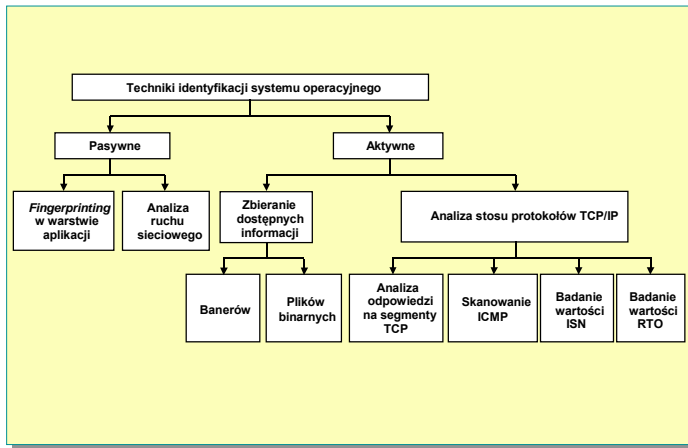 Techniki identyfikacji systemu operacyjnego
Pasywne
Aktywne
Fingerprinting
w warstwie
aplikacji
Analiza
ruchu
sieciowego
Zbieranie
dostępnych
informacji
Analiza stosu protokołów TCP/IP
Banerów
Plików
binarnych
Analiza
odpowiedzi
na segmenty
TCP
Skanowanie
ICMP
Badanie
wartości
ISN
Badanie
wartości
RTO